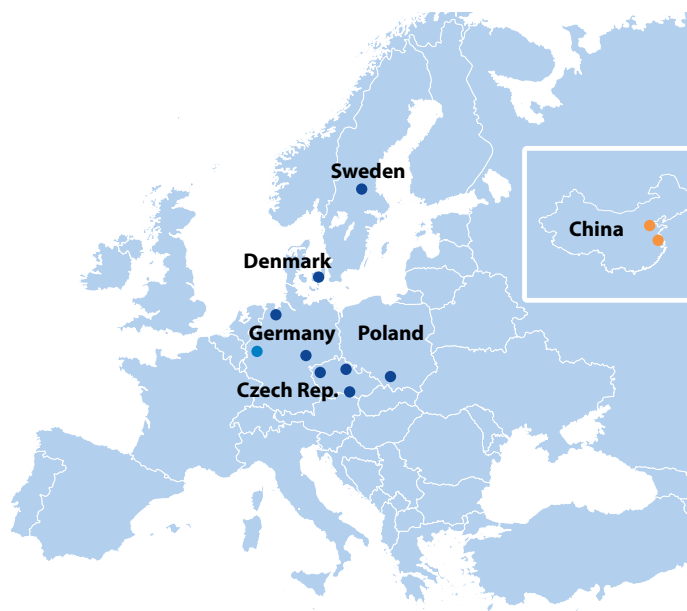 Sweden
China
Denmark
Germany
Poland
Czech Rep.